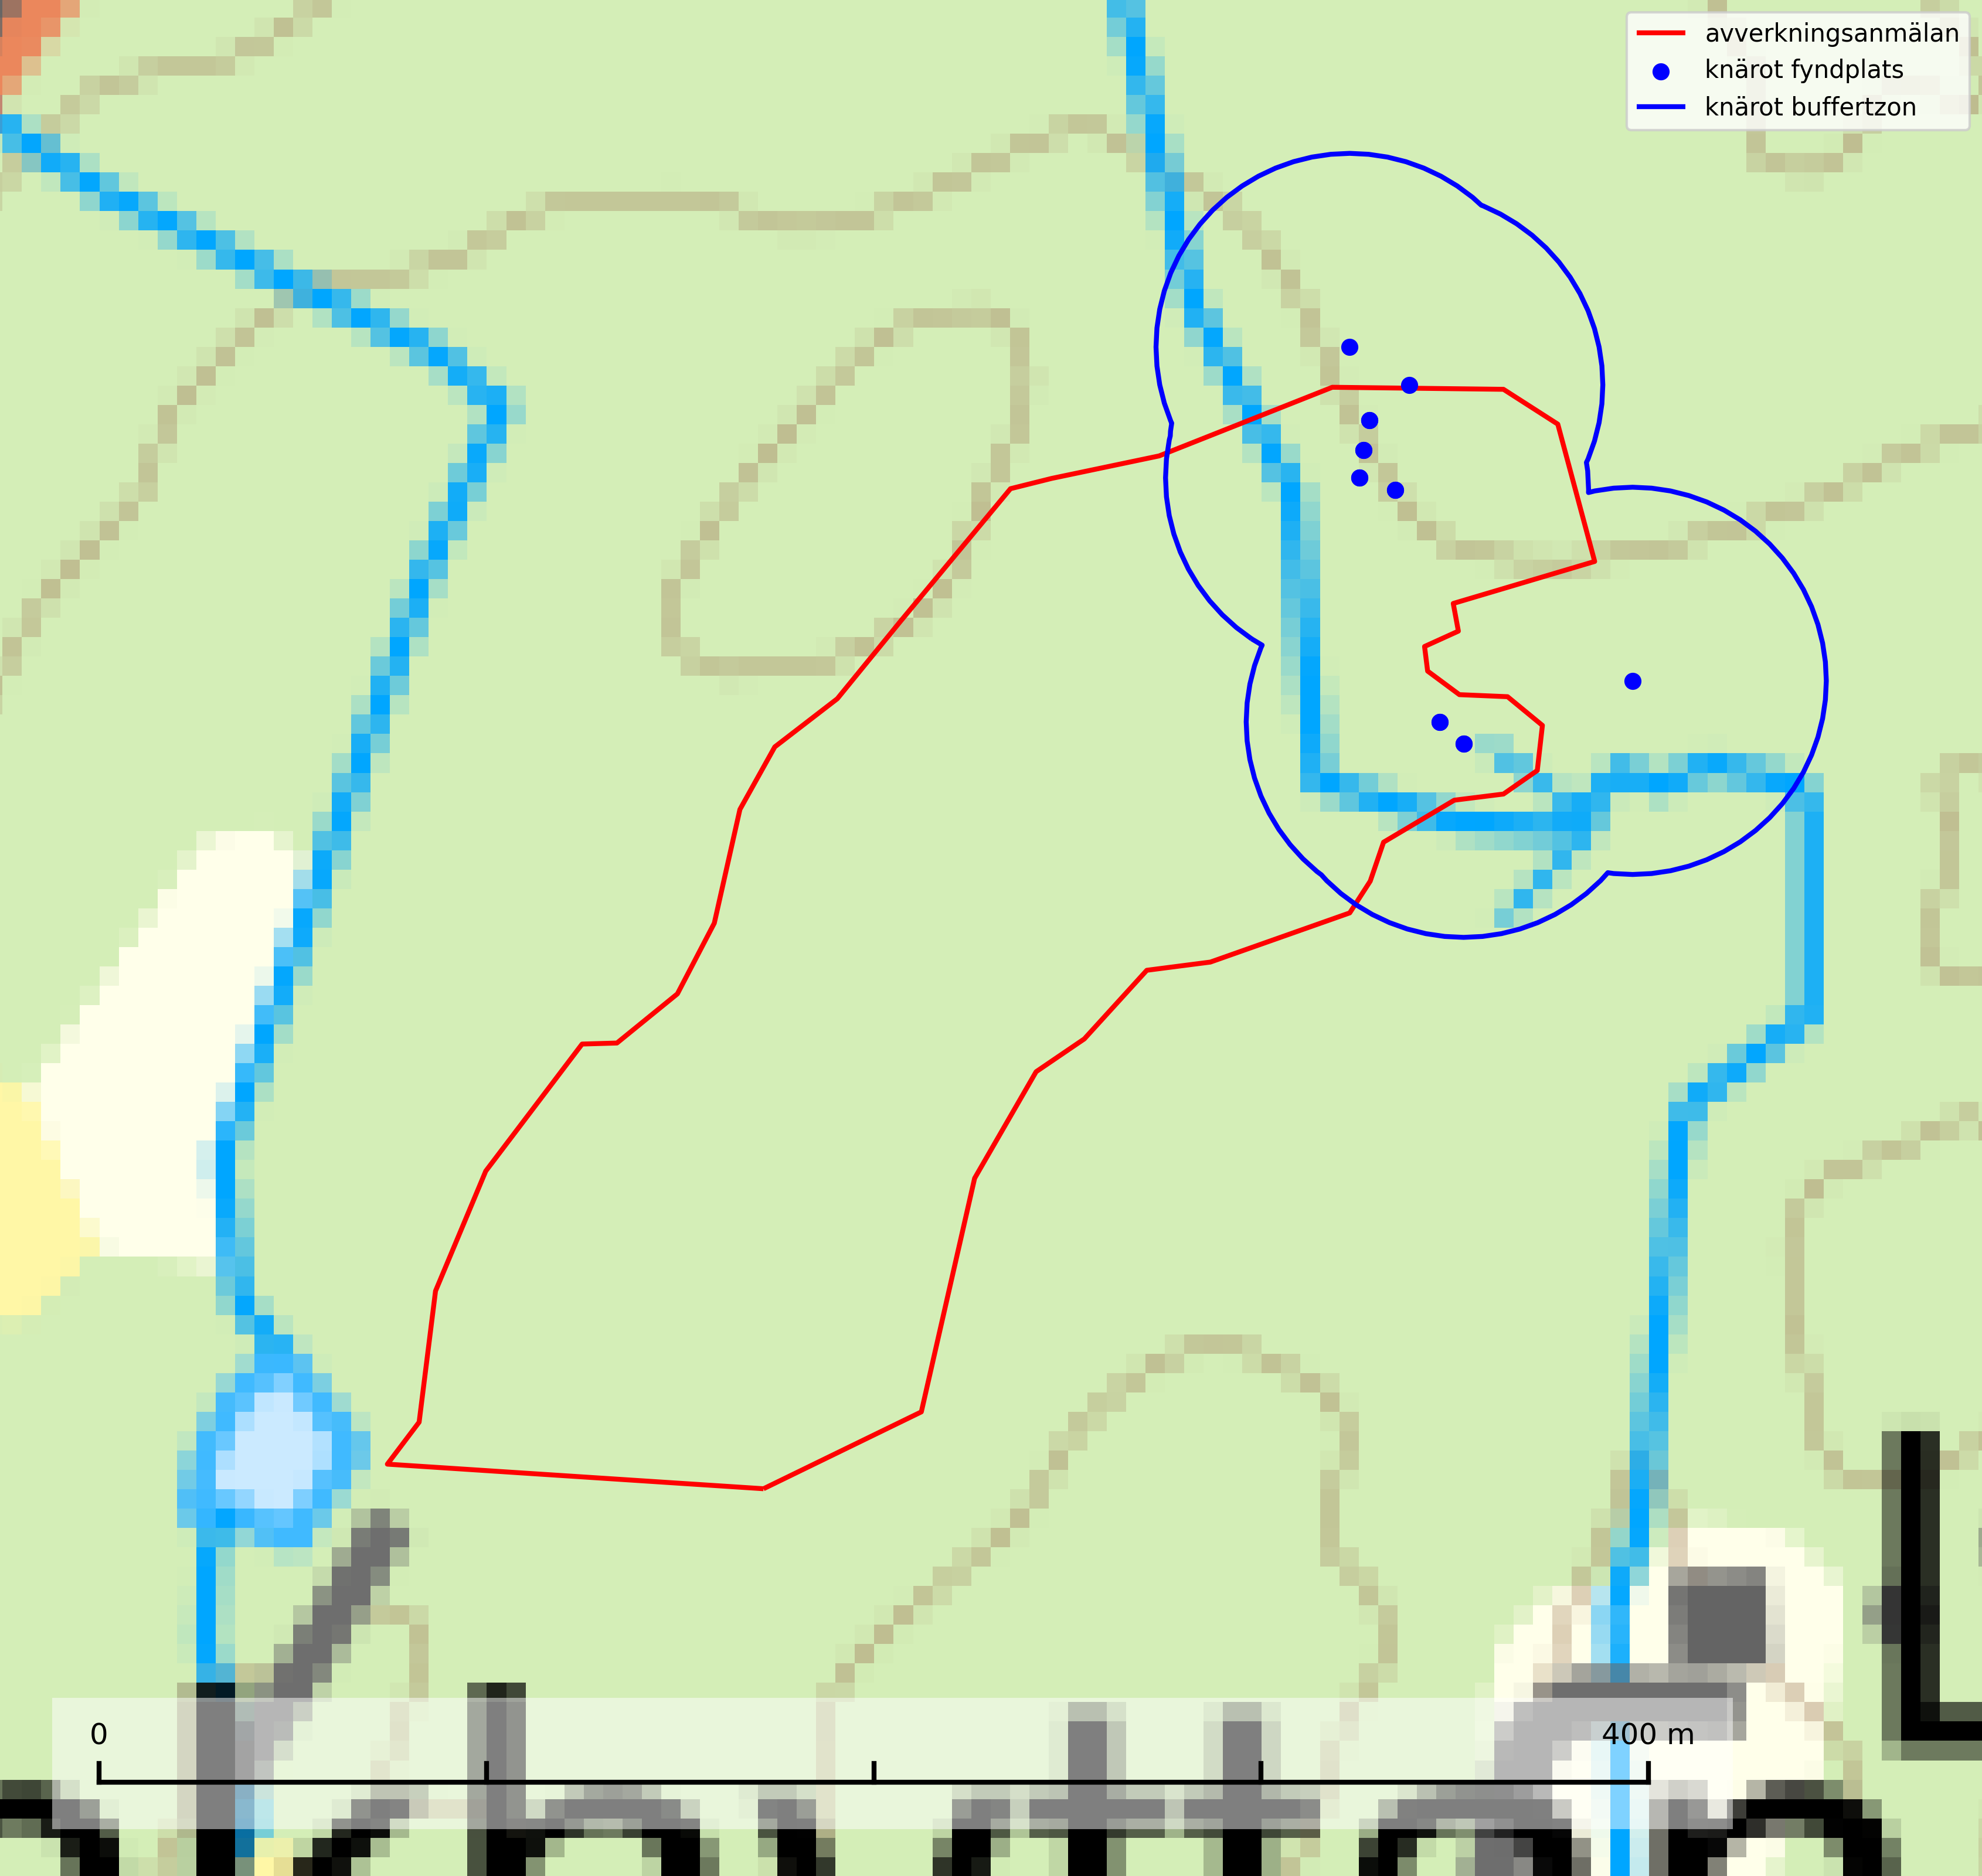 avverkningsanmälan
knärot fyndplats
knärot buffertzon
0
400 m